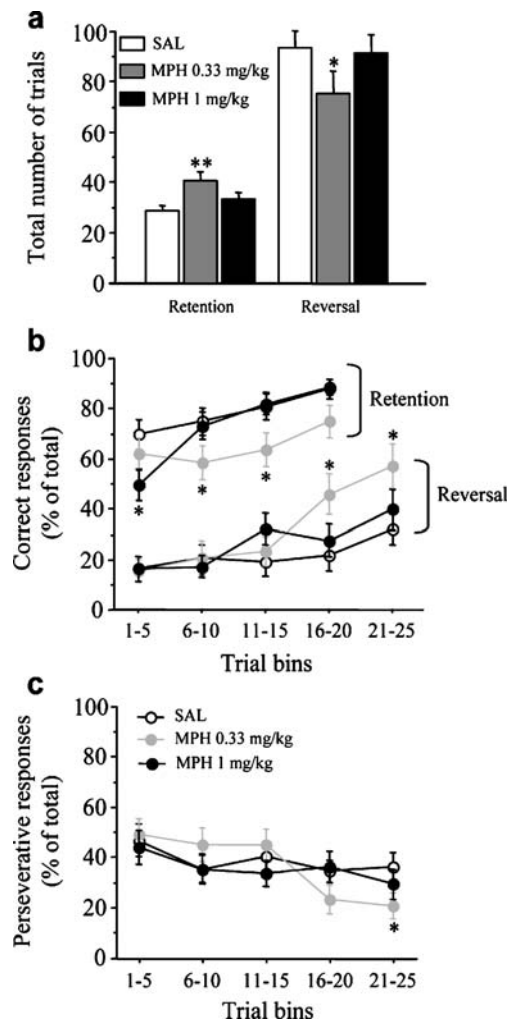 a
Total number of trials
100
80
60
40
20
0
SAL
MPH 0.33 mg/kg
MPH 1 mg/kg
**
*
Retention
Reversal
b
Correct responses
(% of total)
100
80
60
40
20
0
Retention
Reversal
*
*
*
*
*
1-5
6-10
11-15
16-20
21-25
Trial bins
c
Perseverative responses
(% of total)
100
80
60
40
20
0
SAL
MPH 0.33 mg/kg
MPH 1 mg/kg
*
1-5
6-10
11-15
16-20
21-25
Trial bins